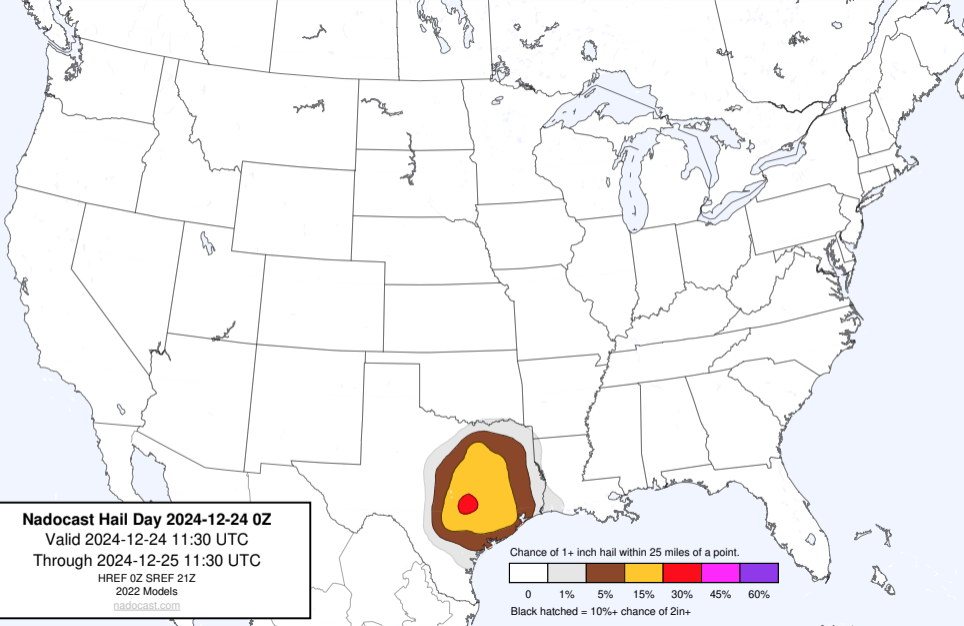 Nadocast Hail Day 2024-12-24 0Z
Valid 2024-12-24 11:30 UTC
Through 2024-12-25 11:30 UTC
HREF 0Z SREF 21Z
2022 Models
nadocast.com
Chance of 1+ inch hail within 25 miles of a point.
0 1% 5% 15% 30% 45% 60%
Black hatched = 10%+ chance of 2in+